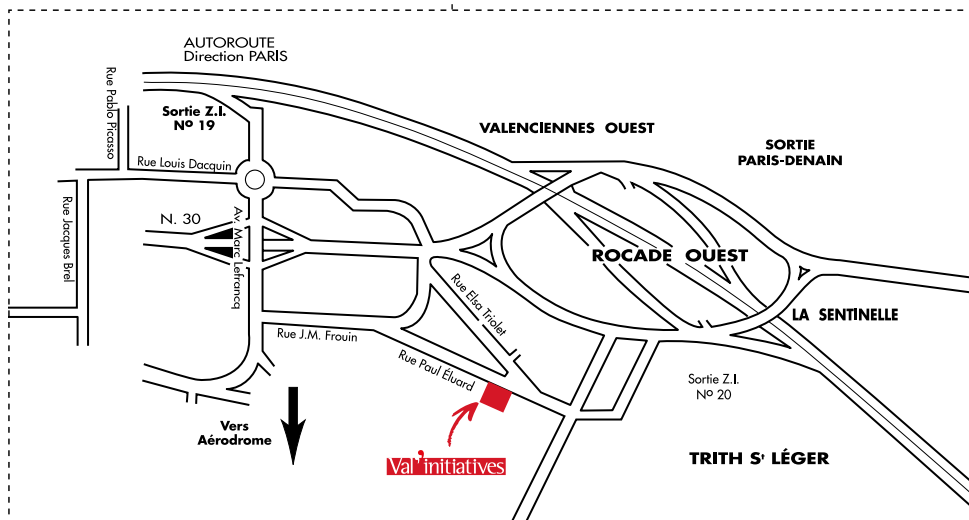 AUTOROUTE
Direction PARIS
Rue Pablo Picasso
Sortie Z.I.
No 19
VALENCIENNES OUEST
SORTIE
PARIS-DENAIN
Rue Louis Dacquin
N. 30
Av. Marc Lefrancq
Rue Jacques Brel
ROCADE OUEST
Rue Elsa Triolet
LA SENTINELLE
Rue J.M. Frouin
Rue Paul Éluard
Sortie Z.I.
No 20
Vers
Aérodrome
Val'initiatives
TRITH St LÉGER